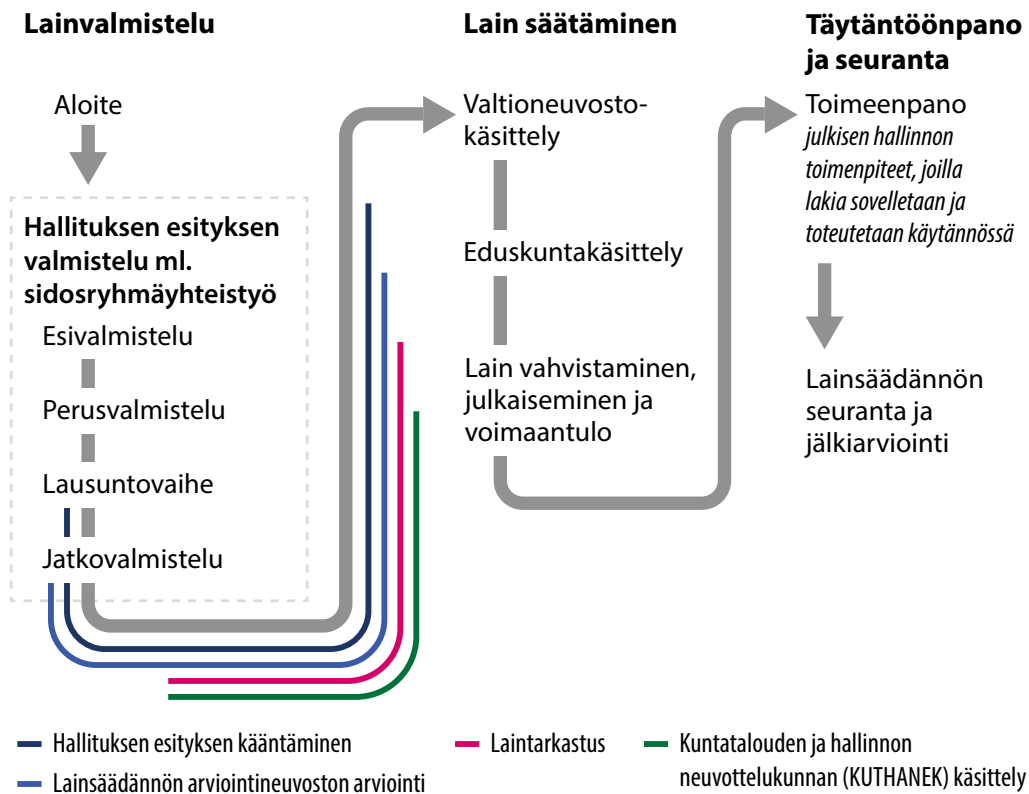 Lainvalmistelu
Aloite
Hallituksen esityksen
valmistelu ml.
sidosryhmäyhteistyö
Esivalmistelu
Perusvalmistelu
Lausuntovaihe
Jatkovalmistelu
Lain säätäminen
Valtioneuvosto-
käsittely
Eduskuntakäsittely
Lain vahvistaminen,
julkaiseminen ja
voimaantulo
Täytäntöönpano
ja seuranta
Toimeenpano
julkisen hallinnon
toimenpiteet, joilla
lakia sovelletaan ja
toteutetaan käytännössä
Lainsäädännön
seuranta ja
jälkiarviointi
Hallituksen esityksen kääntäminen
Lainsäädännön arviointineuvoston arviointi
Laintarkastus
Kuntatalouden ja hallinnon
neuvottelukunnan (KUTHANEK) käsittely